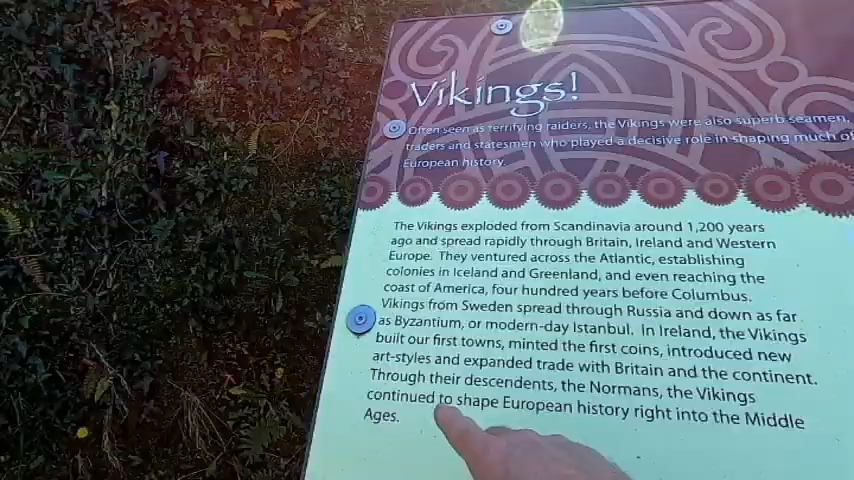 Vikings!
Often seen as terrifying raiders, the Vikings were also superb seamen,
traders and statesmen who played a decisive role in shaping much of
European history.
The Vikings exploded from Scandinavia around 1,200 years
ago and spread rapidly through Britain, Ireland and Western
Europe. They ventured across the Atlantic, establishing
colonies in Iceland and Greenland, and even reaching the
coast of America, four hundred years before Columbus.
Vikings from Sweden spread through Russia and down as far
as Byzantium, or modern-day Istanbul. In Ireland, the Vikings
built our first towns, minted the first coins, introduced new
art-styles and expanded trade with Britain and the continent.
Through their descendents, the Normans, the Vikings
continued to shape European history right into the Middle
Ages.